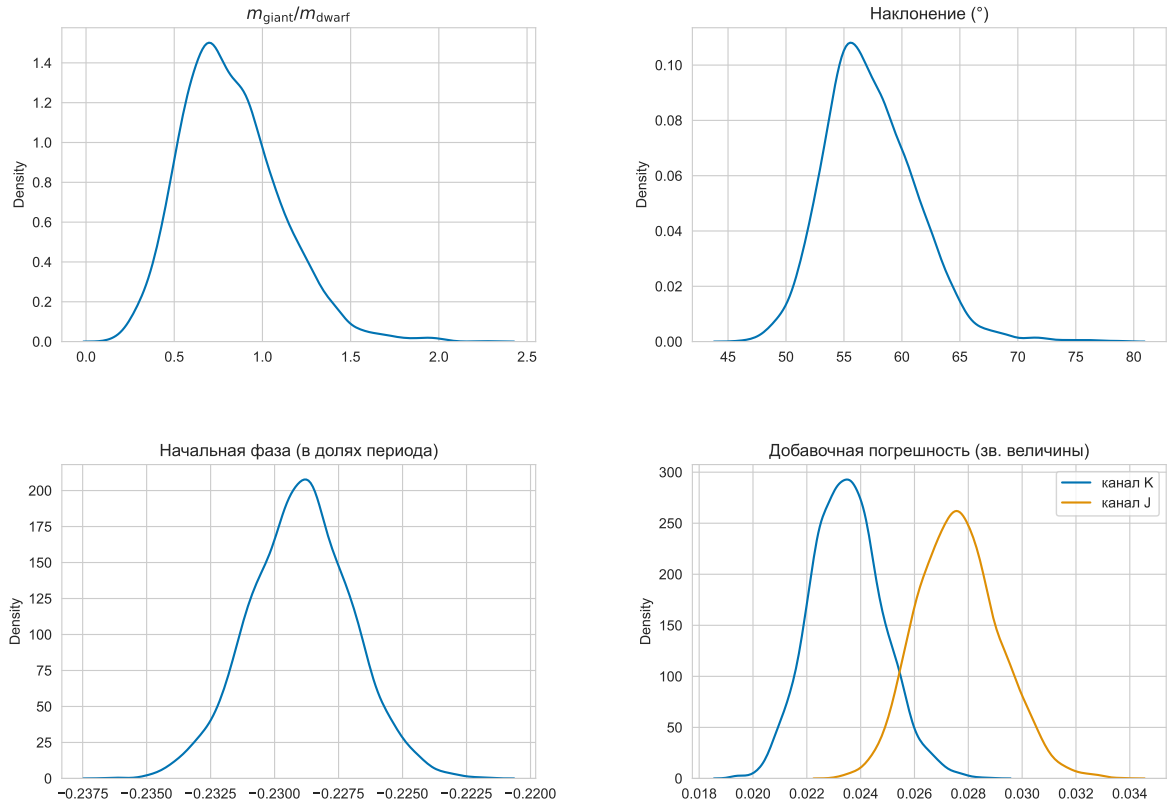 m_giant/m_dwarf
Density
1.4
1.2
1.0
0.8
0.6
0.4
0.2
0.0
0.0 0.5 1.0 1.5 2.0 2.5
Наклонение (°)
Density
0.10
0.08
0.06
0.04
0.02
0.00
45 50 55 60 65 70 75 80
Начальная фаза (в долях периода)
Density
200
175
150
125
100
75
50
25
0
−0.2375 −0.2350 −0.2325 −0.2300 −0.2275 −0.2250 −0.2225 −0.2200
Добавочная погрешность (зв. величины)
канал K
канал J
Density
300
250
200
150
100
50
0
0.018 0.020 0.022 0.024 0.026 0.028 0.030 0.032 0.034